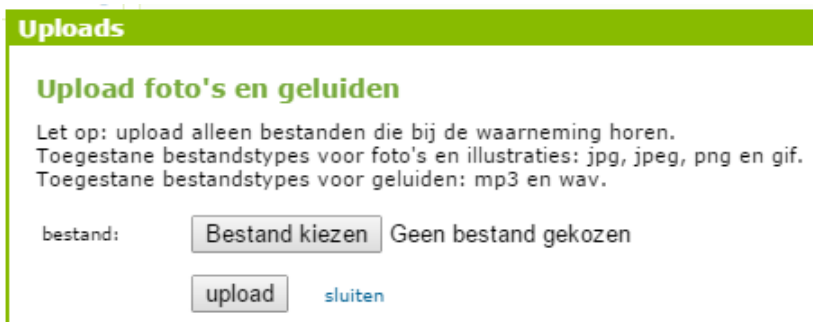 Uploads
Upload foto's en geluiden
Let op: upload alleen bestanden die bij de waarneming horen.
Toegestane bestandstypes voor foto's en illustraties: jpg, jpeg, png en gif.
Toegestane bestandstypes voor geluiden: mp3 en wav.
bestand: Bestand kiezen Geen bestand gekozen
upload sluiten